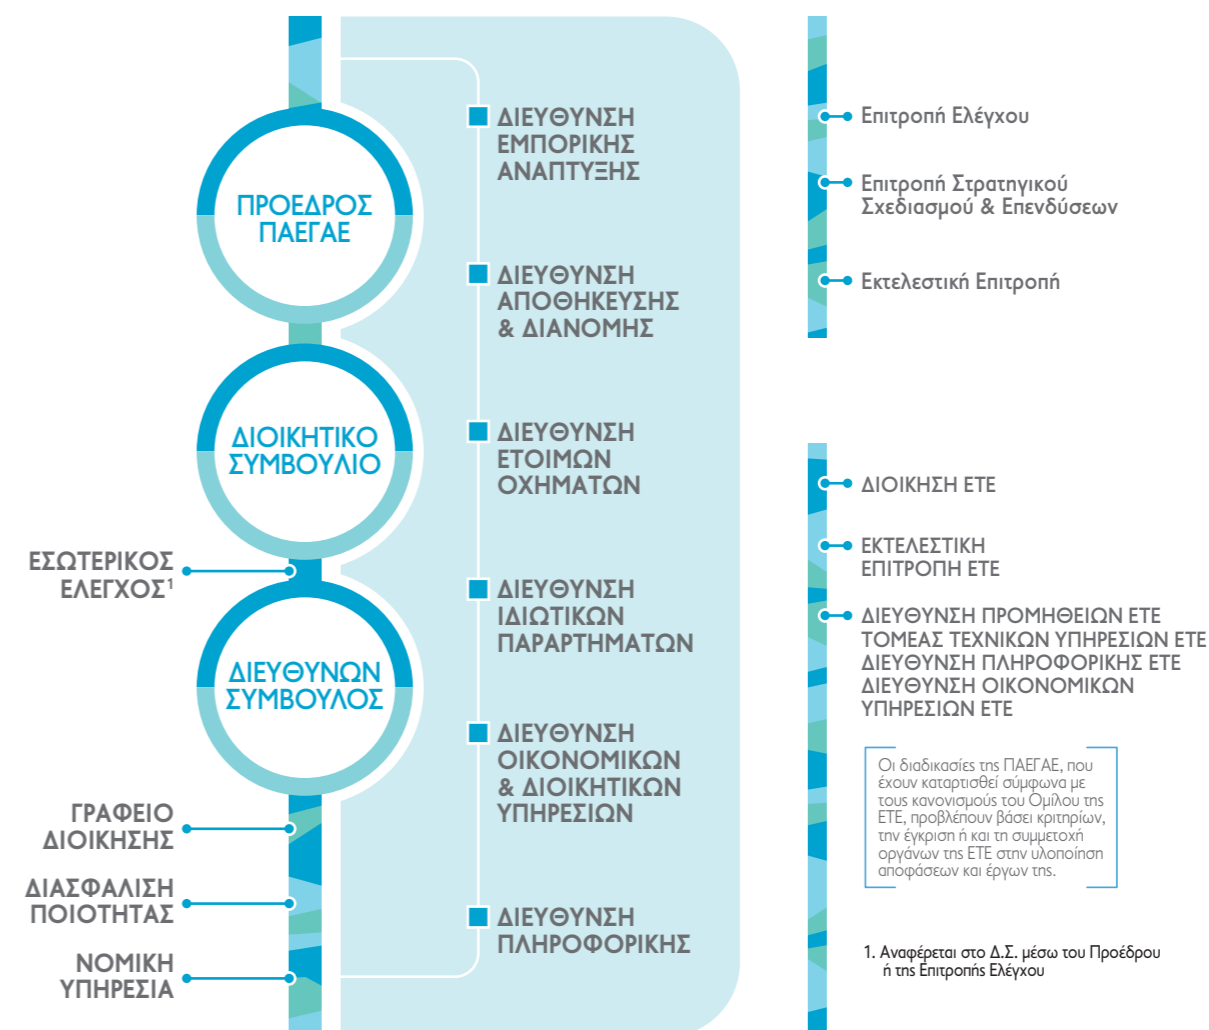 ΠΡΟΕΔΡΟΣ
ΠΑΕΓΑΕ
ΔΙΟΙΚΗΤΙΚΟ
ΣΥΜΒΟΥΛΙΟ
ΕΣΩΤΕΡΙΚΟΣ
ΕΛΕΓΧΟΣ¹
ΔΙΕΥΘΥΝΩΝ
ΣΥΜΒΟΥΛΟΣ
ΓΡΑΦΕΙΟ
ΔΙΟΙΚΗΣΗΣ
ΔΙΑΣΦΑΛΙΣΗ
ΠΟΙΟΤΗΤΑΣ
ΝΟΜΙΚΗ
ΥΠΗΡΕΣΙΑ
ΔΙΕΥΘΥΝΣΗ
ΕΜΠΟΡΙΚΗΣ
ΑΝΑΠΤΥΞΗΣ
ΔΙΕΥΘΥΝΣΗ
ΑΠΟΘΗΚΕΥΣΗΣ
& ΔΙΑΝΟΜΗΣ
ΔΙΕΥΘΥΝΣΗ
ΕΤΟΙΜΩΝ
ΟΧΗΜΑΤΩΝ
ΔΙΕΥΘΥΝΣΗ
ΙΔΙΩΤΙΚΩΝ
ΠΑΡΑΡΤΗΜΑΤΩΝ
ΔΙΕΥΘΥΝΣΗ
ΟΙΚΟΝΟΜΙΚΩΝ
& ΔΙΟΙΚΗΤΙΚΩΝ
ΥΠΗΡΕΣΙΩΝ
ΔΙΕΥΘΥΝΣΗ
ΠΛΗΡΟΦΟΡΙΚΗΣ
Επιτροπή Ελέγχου
Επιτροπή Στρατηγικού
Σχεδιασμού & Επενδύσεων
Εκτελεστική Επιτροπή
ΔΙΟΙΚΗΣΗ ΕΤΕ
ΕΚΤΕΛΕΣΤΙΚΗ
ΕΠΙΤΡΟΠΗ ΕΤΕ
ΔΙΕΥΘΥΝΣΗ ΠΡΟΜΗΘΕΙΩΝ ΕΤΕ
ΤΟΜΕΑΣ ΤΕΧΝΙΚΩΝ ΥΠΗΡΕΣΙΩΝ ΕΤΕ
ΔΙΕΥΘΥΝΣΗ ΠΛΗΡΟΦΟΡΙΚΗΣ ΕΤΕ
ΔΙΕΥΘΥΝΣΗ ΟΙΚΟΝΟΜΙΚΩΝ
ΥΠΗΡΕΣΙΩΝ ΕΤΕ
Οι διαδικασίες της ΠΑΕΓΑΕ, που
έχουν καταρτισθεί σύμφωνα με
τους κανονισμούς του Ομίλου της
ΕΤΕ, προβλέπουν βάσει κριτηρίων,
την έγκριση ή και τη συμμετοχή
οργάνων της ΕΤΕ στην υλοποίηση
αποφάσεων και έργων της.
1. Αναφέρεται στο Δ.Σ. μέσω του Προέδρου
ή της Επιτροπής Ελέγχου